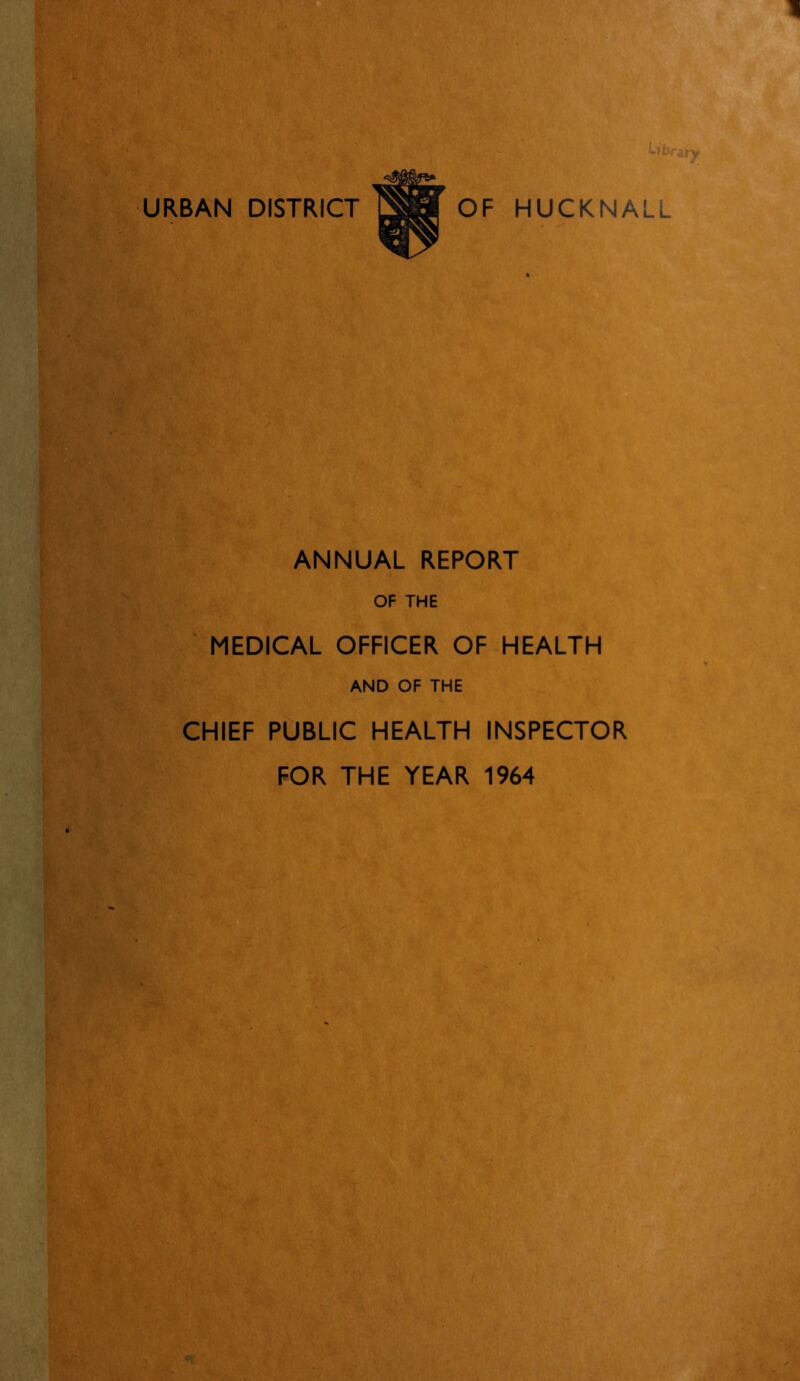 Library
URBAN DISTRICT OF HUCKNALL
ANNUAL REPORT
OF THE
MEDICAL OFFICER OF HEALTH
AND OF THE
CHIEF PUBLIC HEALTH INSPECTOR
FOR THE YEAR 1964